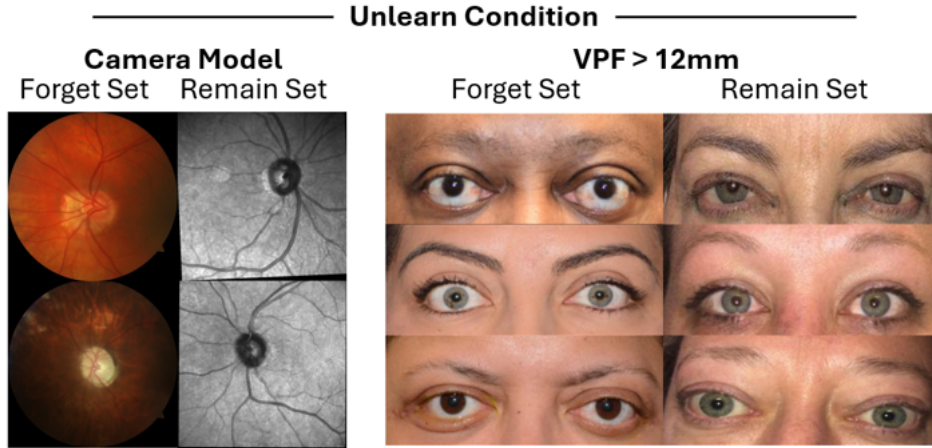 Unlearn Condition
Camera Model
VPF > 12mm
Forget Set
Remain Set
Forget Set
Remain Set